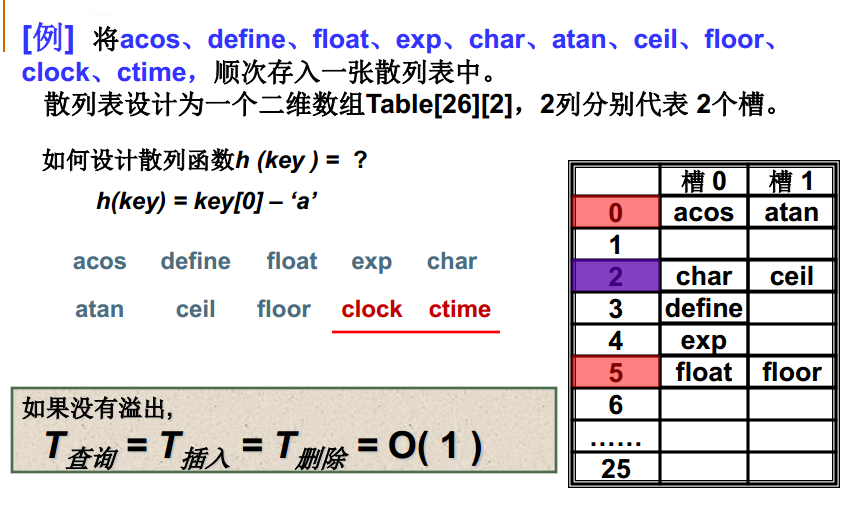 [例] 将acos、define、float、exp、char、atan、ceil、floor、
clock、ctime，顺次存入一张散列表中。
散列表设计为一个二维数组Table[26][2]，2列分别代表 2个槽。
如何设计散列函数h (key ) = ？
h(key) = key[0] – ‘a’
acos define float exp char
atan ceil floor clock ctime
如果没有溢出,
T查询 = T插入 = T删除 = O( 1 )
槽 0 槽 1
0 acos atan
1
2 char ceil
3 define
4 exp
5 float floor
6
……
25